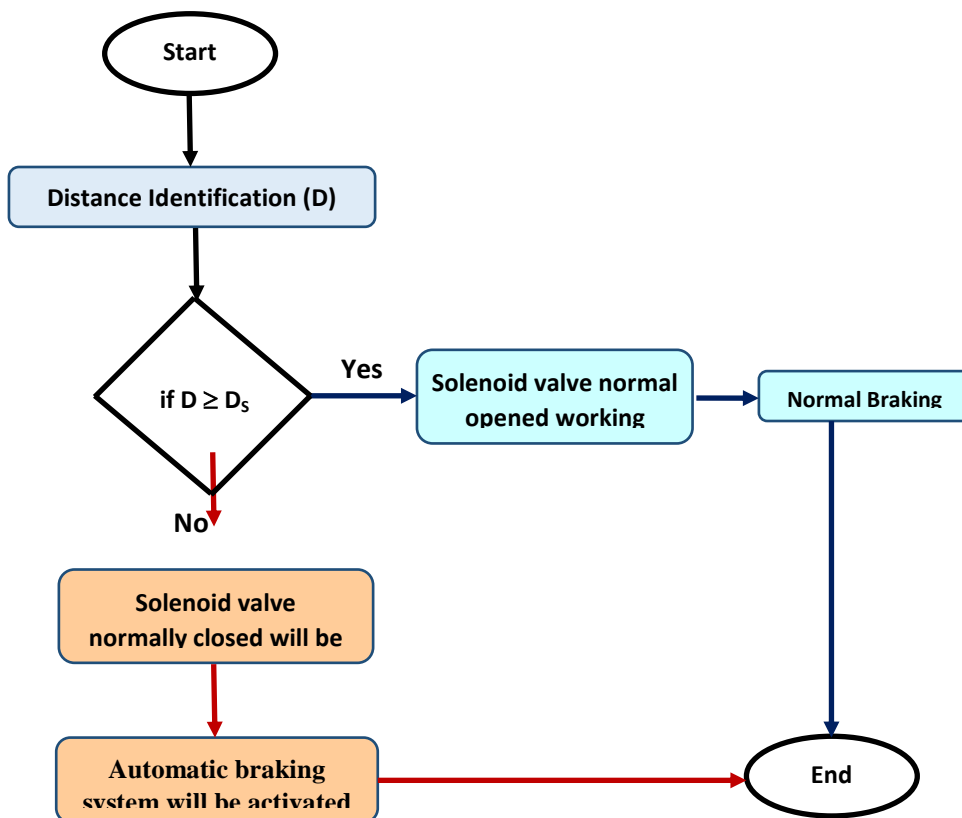 Start
Distance Identification (D)
if D ≥ D_S
Yes
Solenoid valve normal
opened working
Normal Braking
No
Solenoid valve
normally closed will be
Automatic braking
system will be activated
End